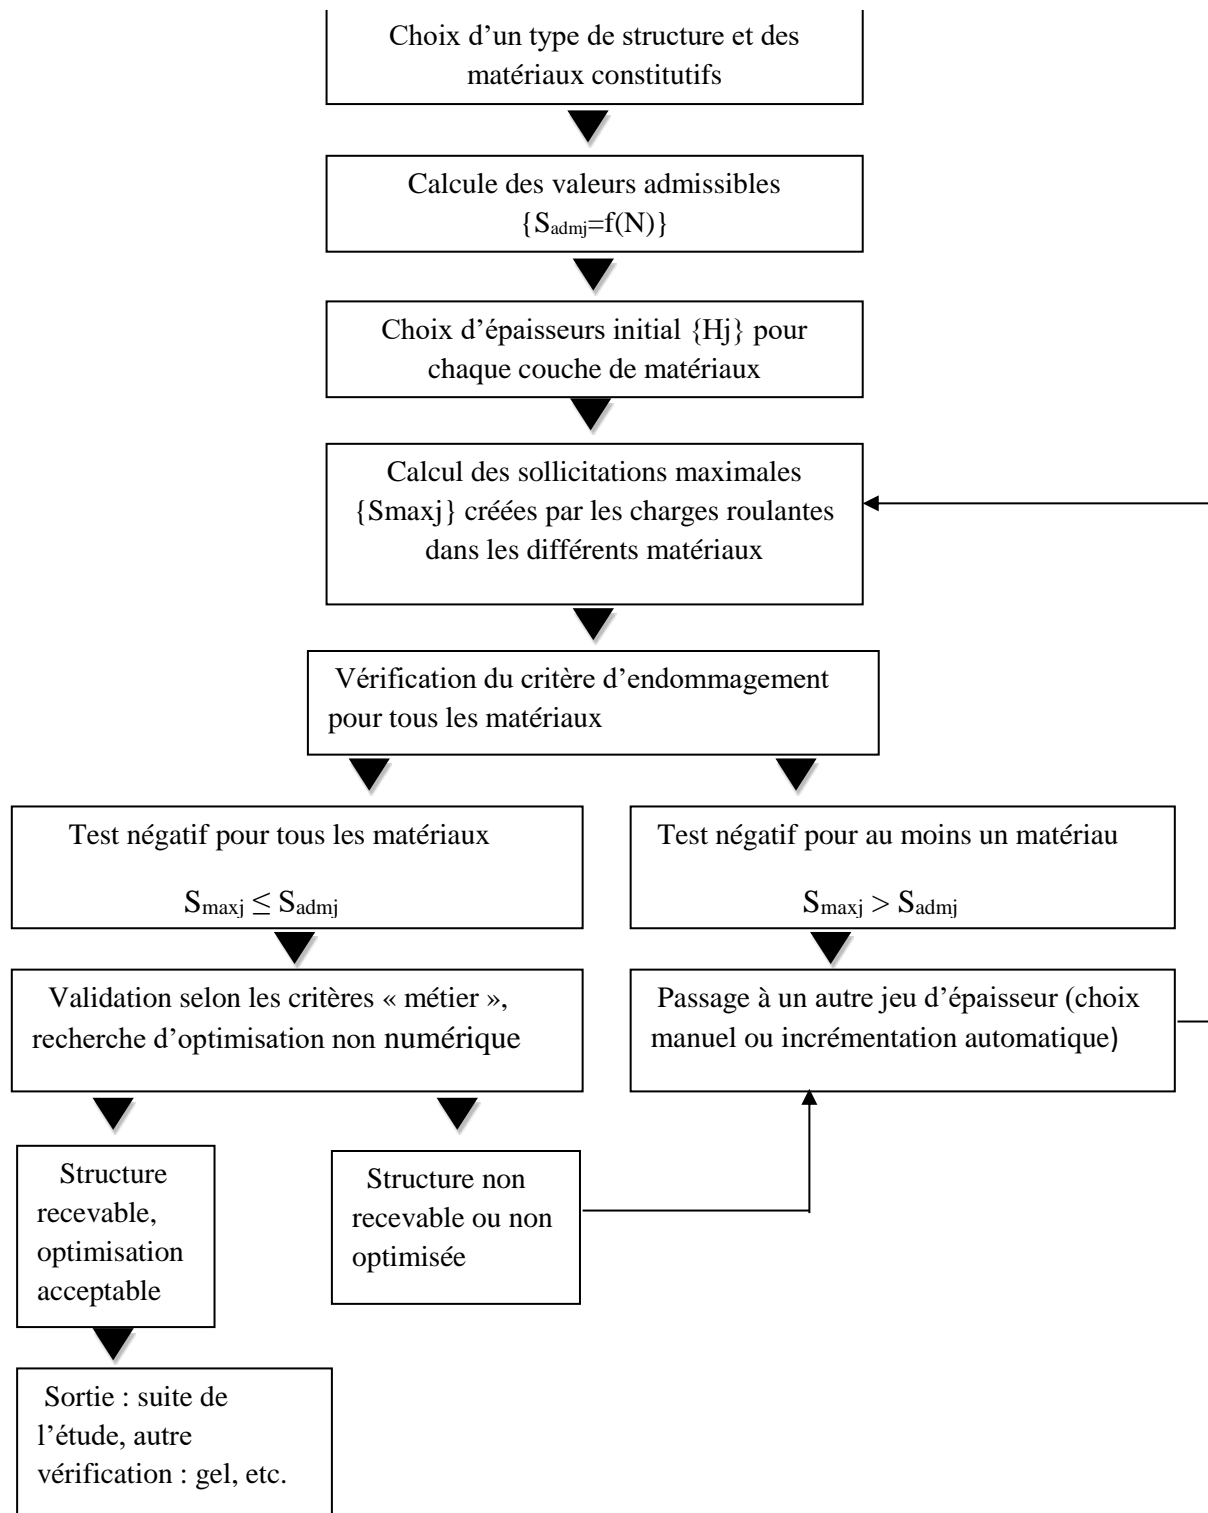 Choix d’un type de structure et des
matériaux constitutifs
Calcule des valeurs admissibles
{Sadmj=f(N)}
Choix d’épaisseurs initial {Hj} pour
chaque couche de matériaux
Calcul des sollicitations maximales
{Smaxj} créées par les charges roulantes
dans les différents matériaux
Vérification du critère d’endommagement
pour tous les matériaux
Test négatif pour tous les matériaux
Smaxj ≤ Sadmj
Test négatif pour au moins un matériau
Smaxj > Sadmj
Validation selon les critères « métier »,
recherche d’optimisation non numérique
Passage à un autre jeu d’épaisseur (choix
manuel ou incrémentation automatique)
Structure
recevable,
optimisation
acceptable
Structure non
recevable ou non
optimisée
Sortie : suite de
l’étude, autre
vérification : gel, etc.